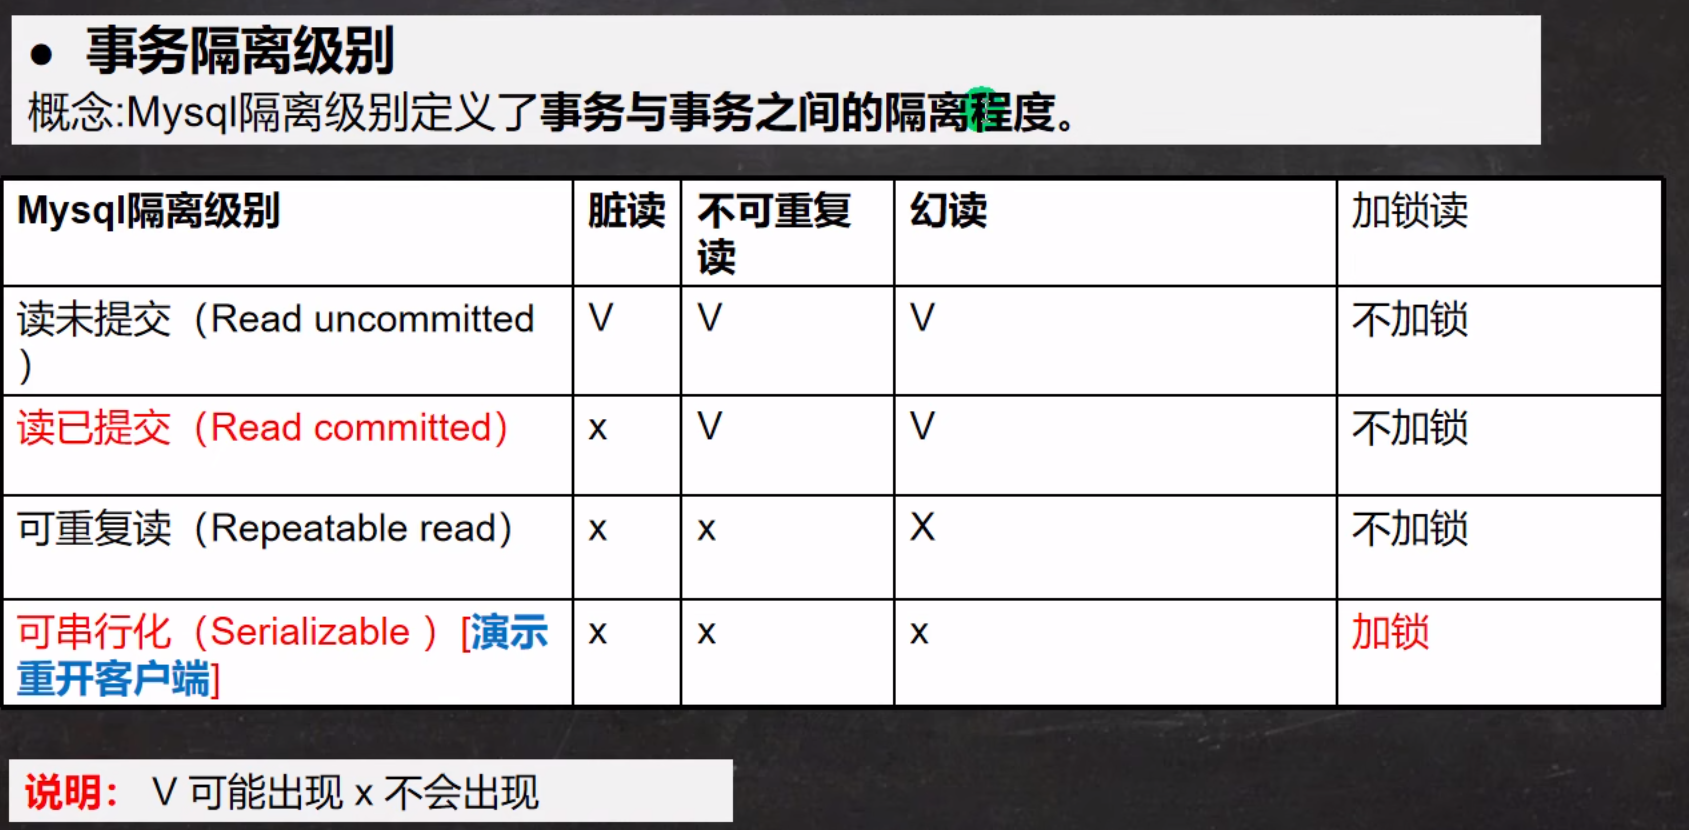 ● 事务隔离级别
概念:Mysql隔离级别定义了事务与事务之间的隔离程度。
Mysql隔离级别 脏读 不可重复 幻读 加锁读
读
读未提交（Read uncommitted V V V 不加锁
）
读已提交（Read committed） x V V 不加锁
可重复读（Repeatable read） x x X 不加锁
可串行化（Serializable ）[演示 x x x 加锁
重开客户端]
说明： V 可能出现 x 不会出现